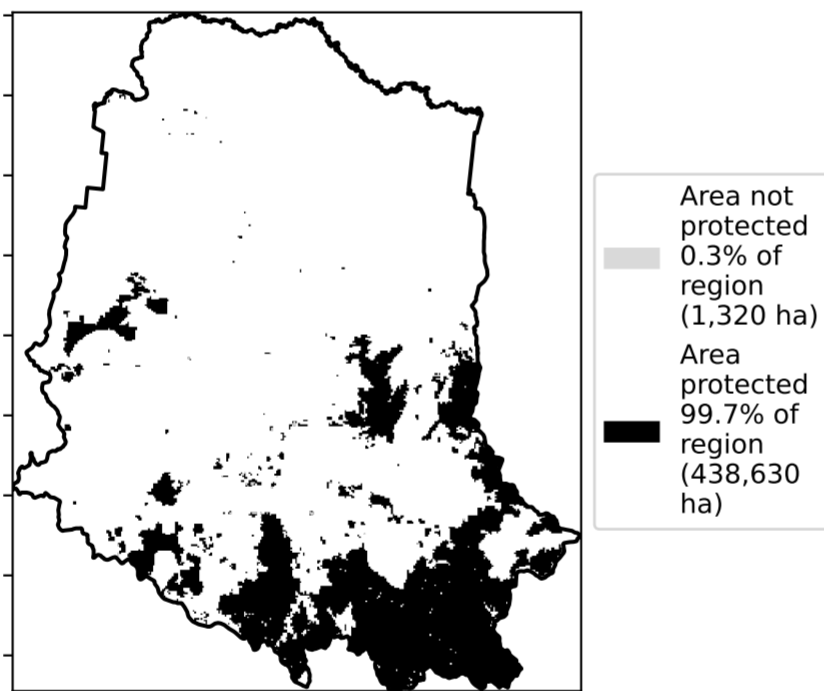 Area not
protected
0.3% of
region
(1,320 ha)
Area
protected
99.7% of
region
(438,630
ha)